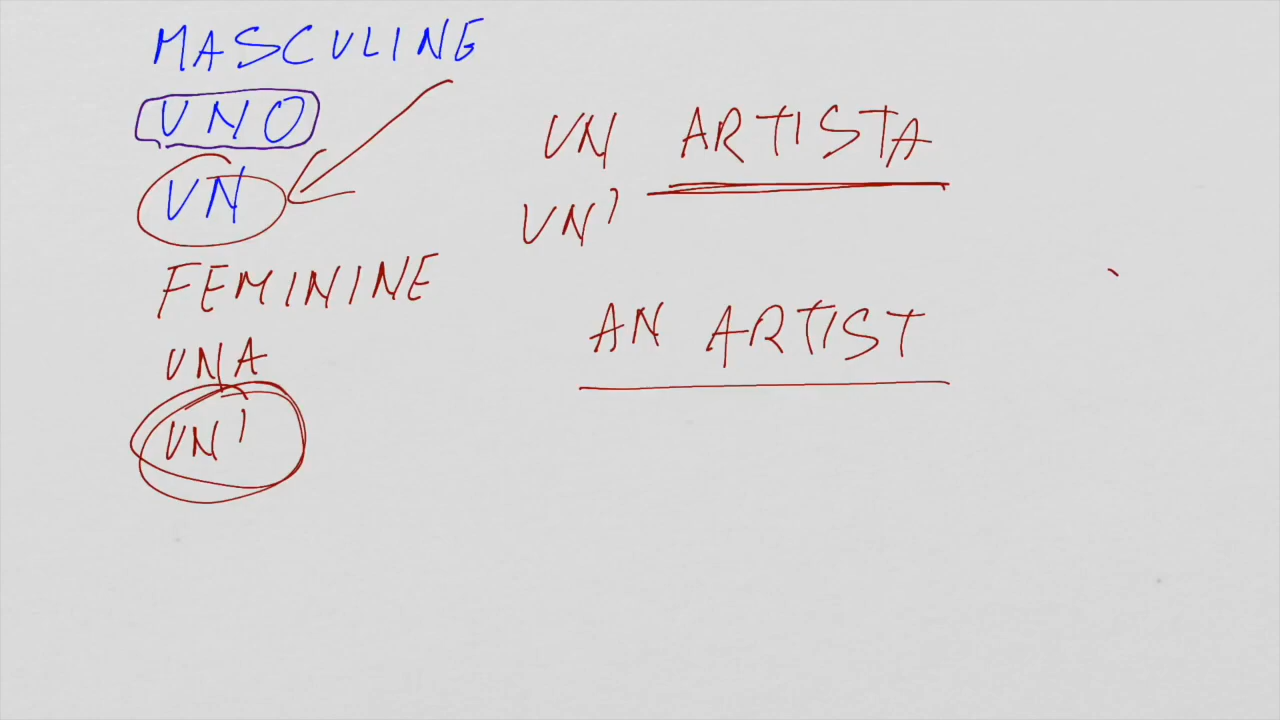 MASCULINE
UNO
UN
FEMININE
UNA
UN'
UN ARTISTA
UN'
AN ARTIST